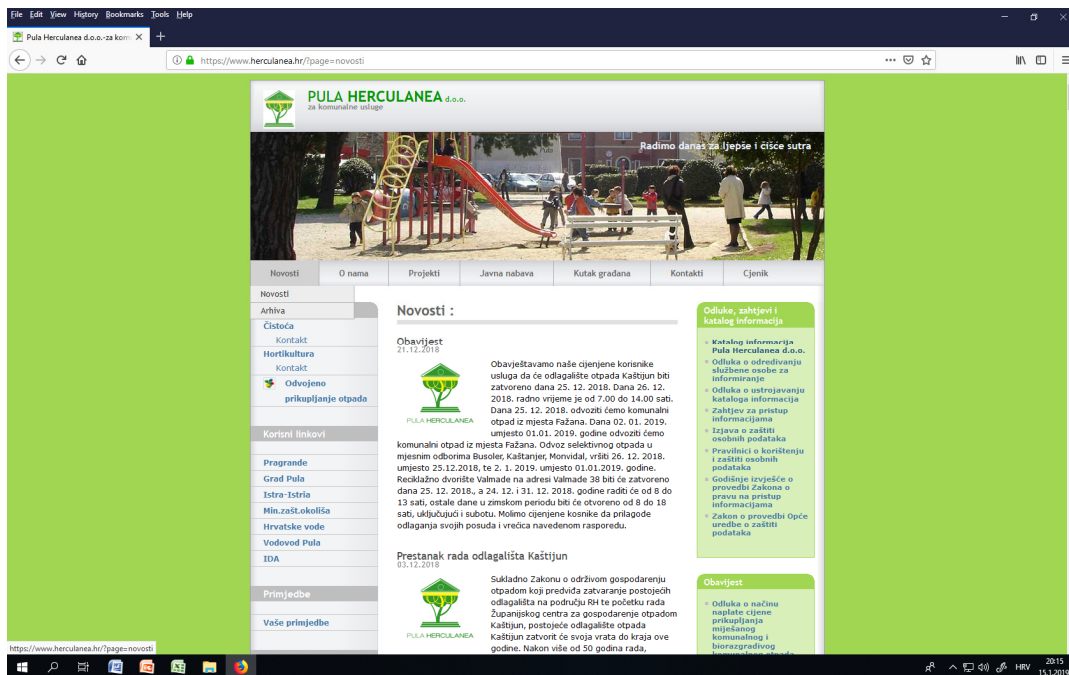 File Edit View History Bookmarks Tools Help
Pula Herculanea d.o.o.-za kom
https://www.herculanea.hr/?page=novosti
PULA HERCULANEA d.o.o.
za komunalne usluge
Radimo danas za ljepše i čišće sutra
Novosti O nama Projekti Javna nabava Kutak građana Kontakti Cjenik
Novosti
Arhiva
Čistoća
Kontakt
Hortikultura
Kontakt
Odvojeno
prikupljanje otpada
Korisni linkovi
Pragrande
Grad Pula
Istra-Istria
Min.zašt.okoliša
Hrvatske vode
Vodovod Pula
IDA
Primjedbe
Vaše primjedbe
Novosti :
Obavijest
21.12.2018
PULA HERCULANEA
Obavještavamo naše cijenjene korisnike
usluga da će odlagalište otpada Kaštijun biti
zatvoreno dana 25. 12. 2018. Dana 26. 12.
2018. radno vrijeme je od 7.00 do 14.00 sati.
Dana 25. 12. 2018. odvoziti ćemo komunalni
otpad iz mjesta Fažana. Dana 02. 01. 2019.
umjesto 01.01. 2019. godine odvoziti ćemo
komunalni otpad iz mjesta Fažana. Odvoz selektivnog otpada u
mjesnim odborima Busoler, Kaštanjer, Monvidal, vršiti 26. 12. 2018.
umjesto 25.12.2018, te 2. 1. 2019. umjesto 01.01.2019. godine.
Reciklažno dvorište Valmade na adresi Valmade 38 biti će zatvoreno
dana 25. 12. 2018., a 24. 12. i 31. 12. 2018. godine raditi će od 8 do
13 sati, ostale dane u zimskom periodu biti će otvoreno od 8 do 18
sati, uključujući i subotu. Molimo cijenjene kosnike da prilagode
odlaganja svojih posuda i vrećica navedenom rasporedu.
Prestanak rada odlagališta Kaštijun
03.12.2018
PULA HERCULANEA
Sukladno Zakonu o održivom gospodarenju
otpadom koji predviđa zatvaranje postojećih
odlagališta na području RH te početku rada
Županijskog centra za gospodarenje otpadom
Kaštijun, postojeće odlagalište otpada
Kaštijun zatvorit će svoja vrata do kraja ove
godine. Nakon više od 50 godina rada,
Odluke, zahtjevi i
katalog informacija
Katalog informacija
Pula Herculanea d.o.o.
Odluka o određivanju
službene osobe za
informiranje
Odluka o ustrojavanju
kataloga informacija
Zahtjev za pristup
informacijama
Izjava o zaštiti
osobnih podataka
Pravilnici o korištenju
i zaštiti osobnih
podataka
Godišnje izvješće o
provedbi Zakona o
pravu na pristup
informacijama
Zakon o provedbi Opće
uredbe o zaštiti
podataka
Obavijest
Odluka o načinu
naplate cijene
prikupljanja
miješanog
komunalnog i
biorazgradivog
komunalnog otpada
https://www.herculanea.hr/?page=novosti
HRV
20:15
15.1.2019